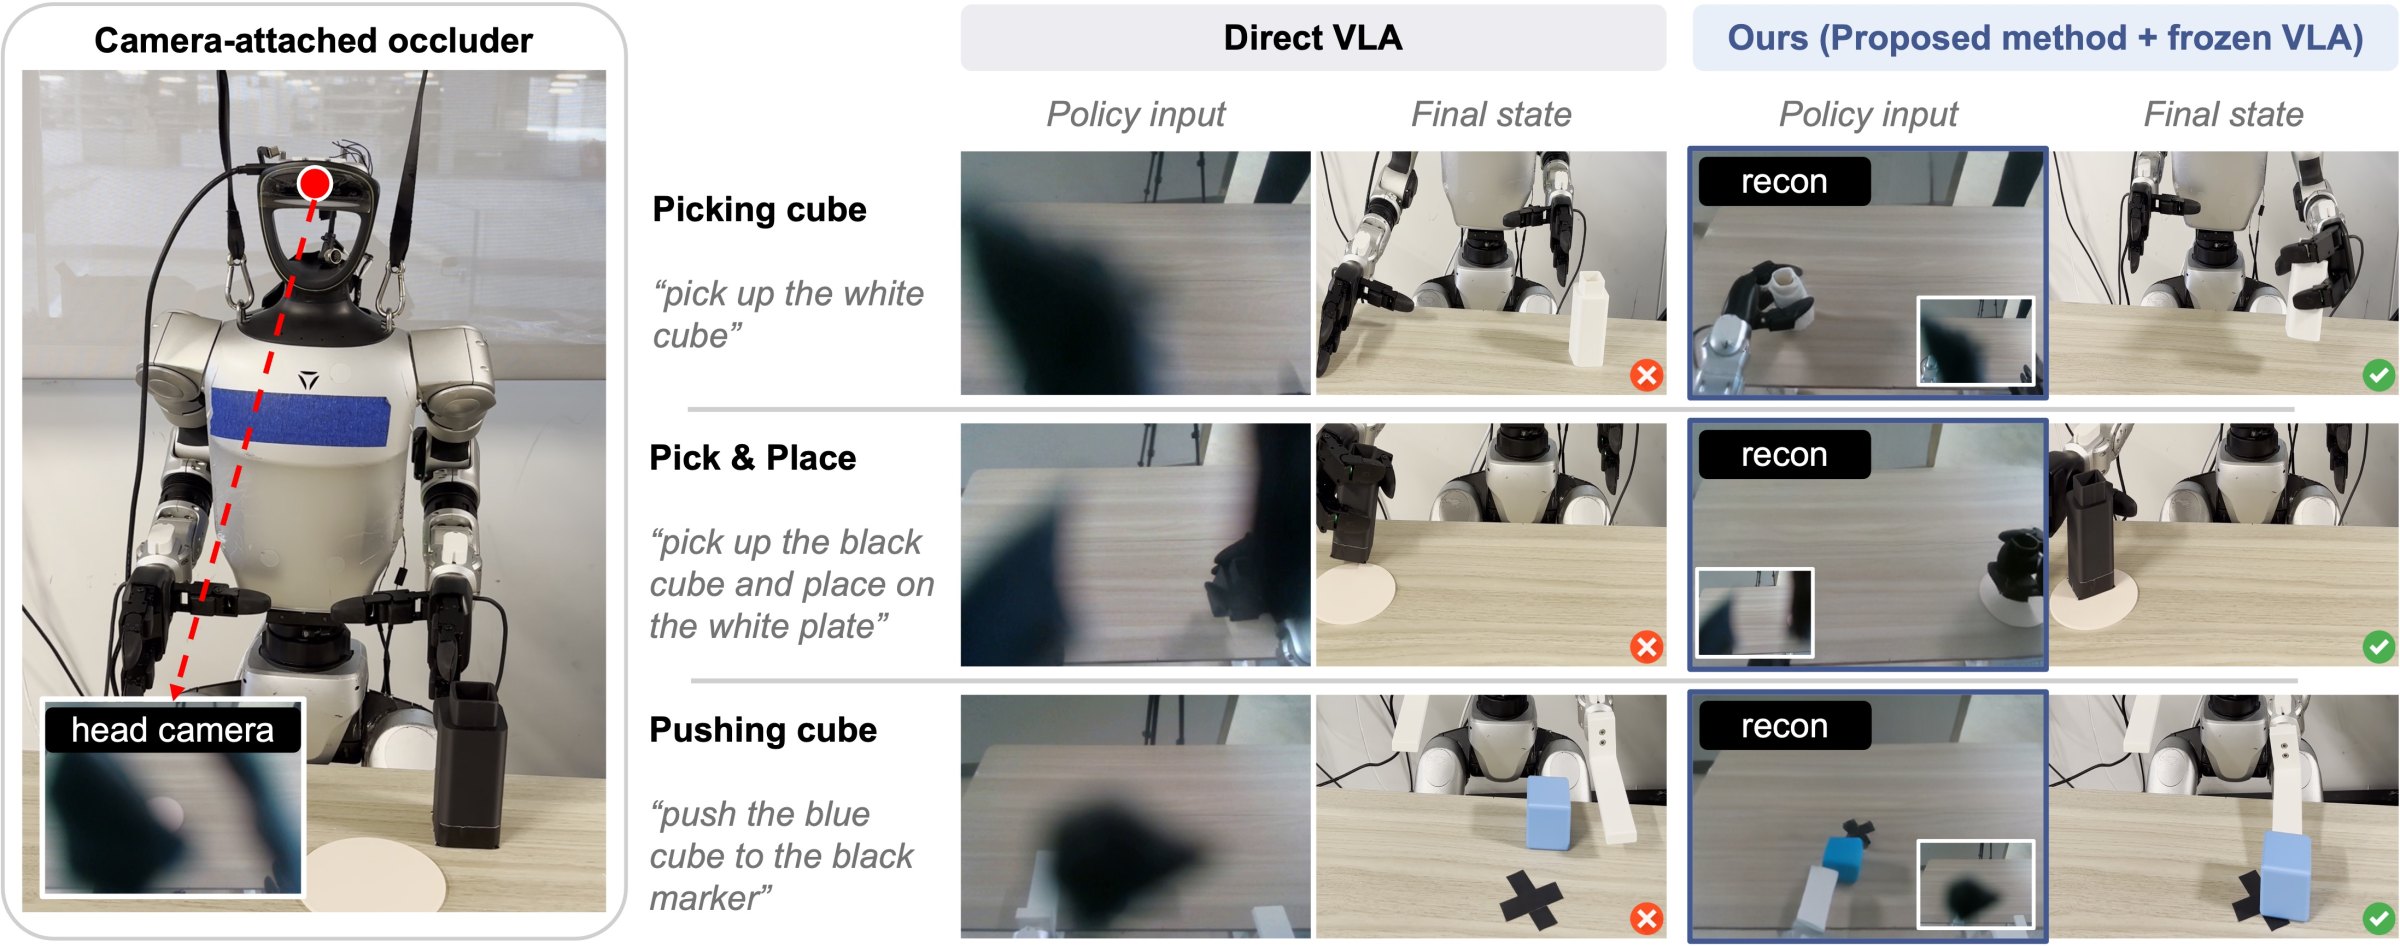 Camera-attached occluder
head camera
Direct VLA
Ours (Proposed method + frozen VLA)
Policy input
Final state
Policy input
Final state
Picking cube
“pick up the white
cube”
recon
Pick & Place
“pick up the black
cube and place on
the white plate”
recon
Pushing cube
“push the blue
cube to the black
marker”
recon